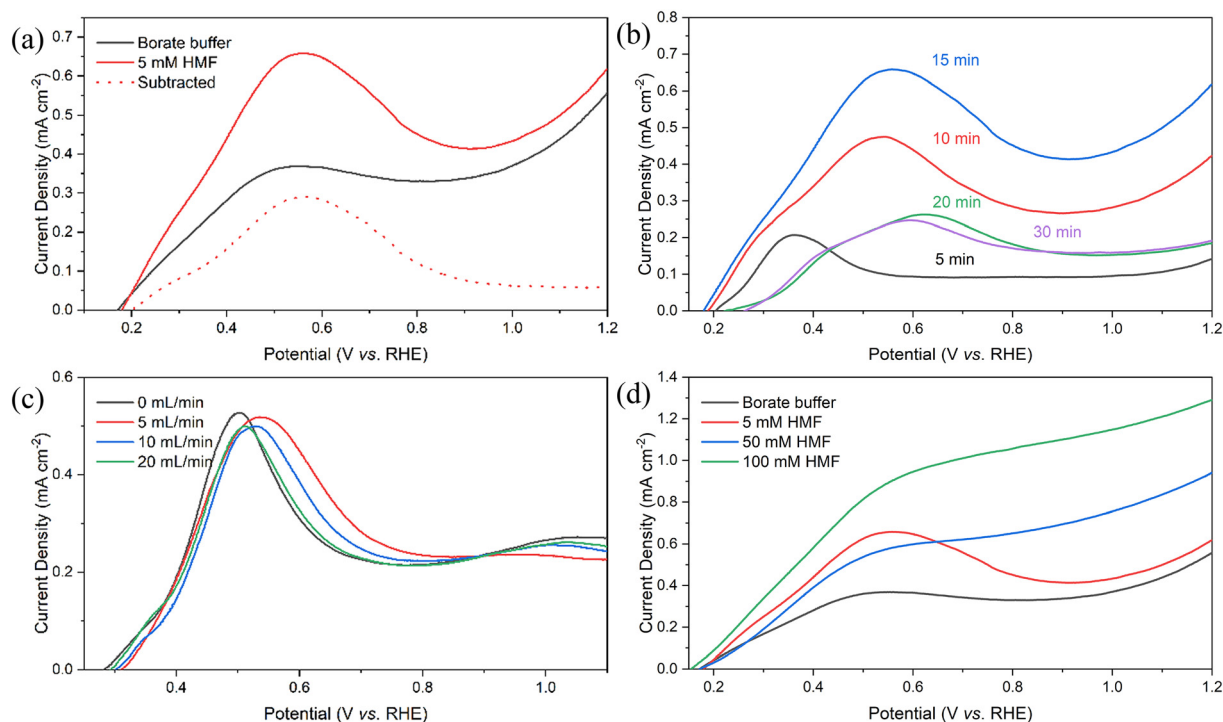 (a)
Borate buffer
5 mM HMF
Subtracted
Current Density (mA cm⁻²)
0.7
0.6
0.5
0.4
0.3
0.2
0.1
0.0
0.2 0.4 0.6 0.8 1.0 1.2
Potential (V vs. RHE)
(b)
15 min
10 min
20 min
30 min
5 min
Current Density (mA cm⁻²)
0.8
0.7
0.6
0.5
0.4
0.3
0.2
0.1
0.0
0.2 0.4 0.6 0.8 1.0 1.2
Potential (V vs. RHE)
(c)
0 mL/min
5 mL/min
10 mL/min
20 mL/min
Current Density (mA cm⁻²)
0.6
0.4
0.2
0.0
0.4 0.6 0.8 1.0
Potential (V vs. RHE)
(d)
Borate buffer
5 mM HMF
50 mM HMF
100 mM HMF
Current Density (mA cm⁻²)
1.4
1.2
1.0
0.8
0.6
0.4
0.2
0.0
0.2 0.4 0.6 0.8 1.0 1.2
Potential (V vs. RHE)